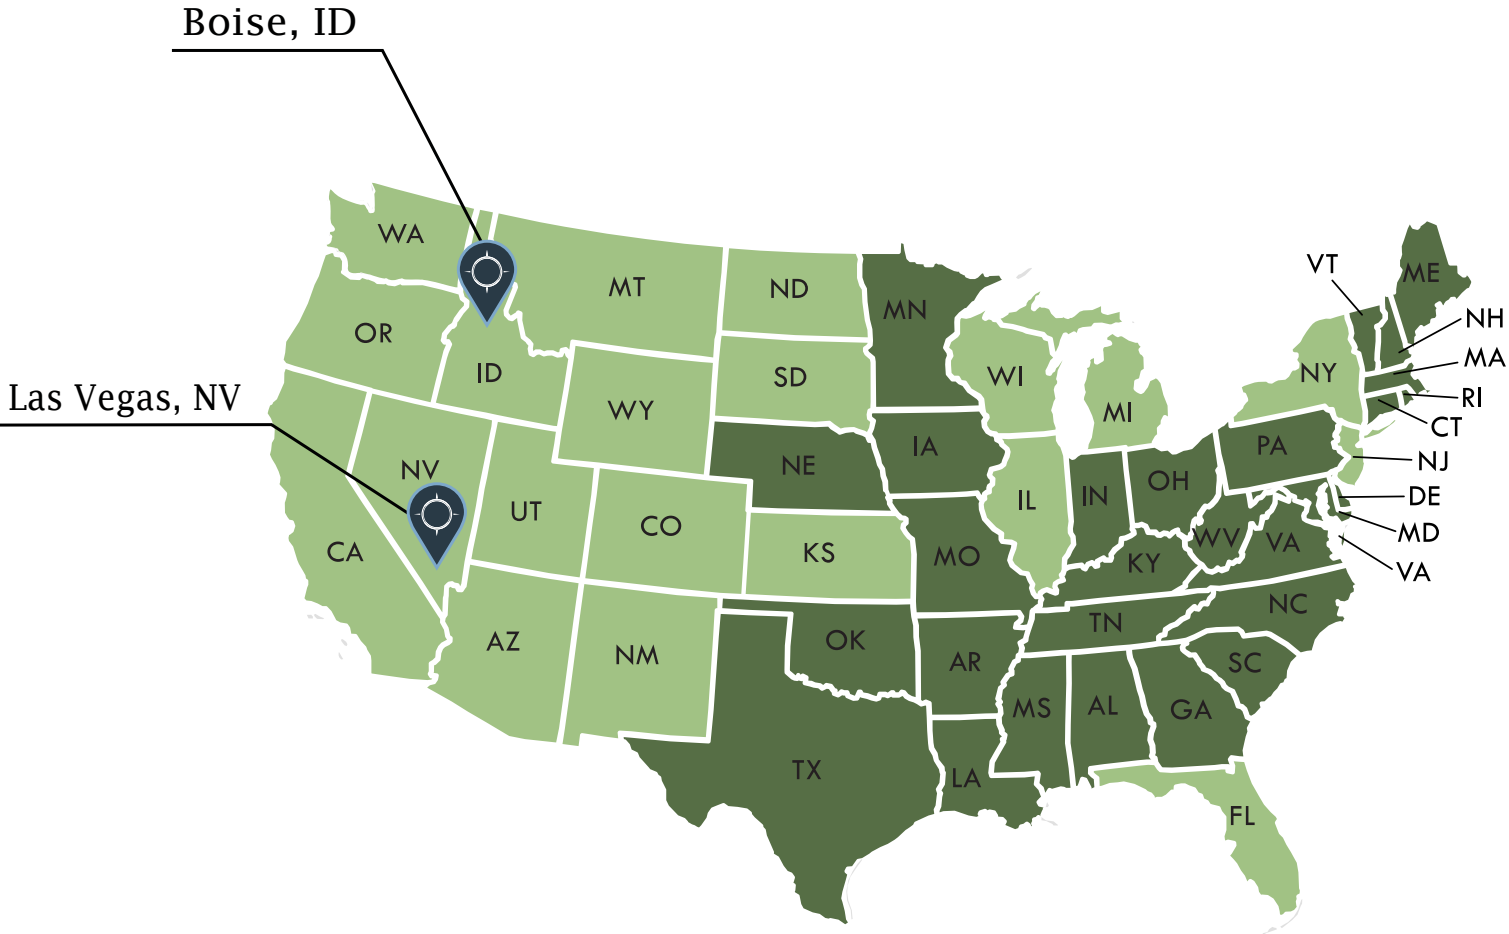 Boise, ID
WA
MT
ND
MN
VT
ME
OR
NH
ID
SD
WI
NY
MA
Las Vegas, NV
WY
MI
RI
CT
NV
NE
IA
PA
NJ
UT
CO
IL
IN
OH
DE
CA
KS
MO
KY
WV
VA
MD
VA
AZ
NM
OK
AR
TN
NC
SC
MS
AL
GA
TX
LA
FL